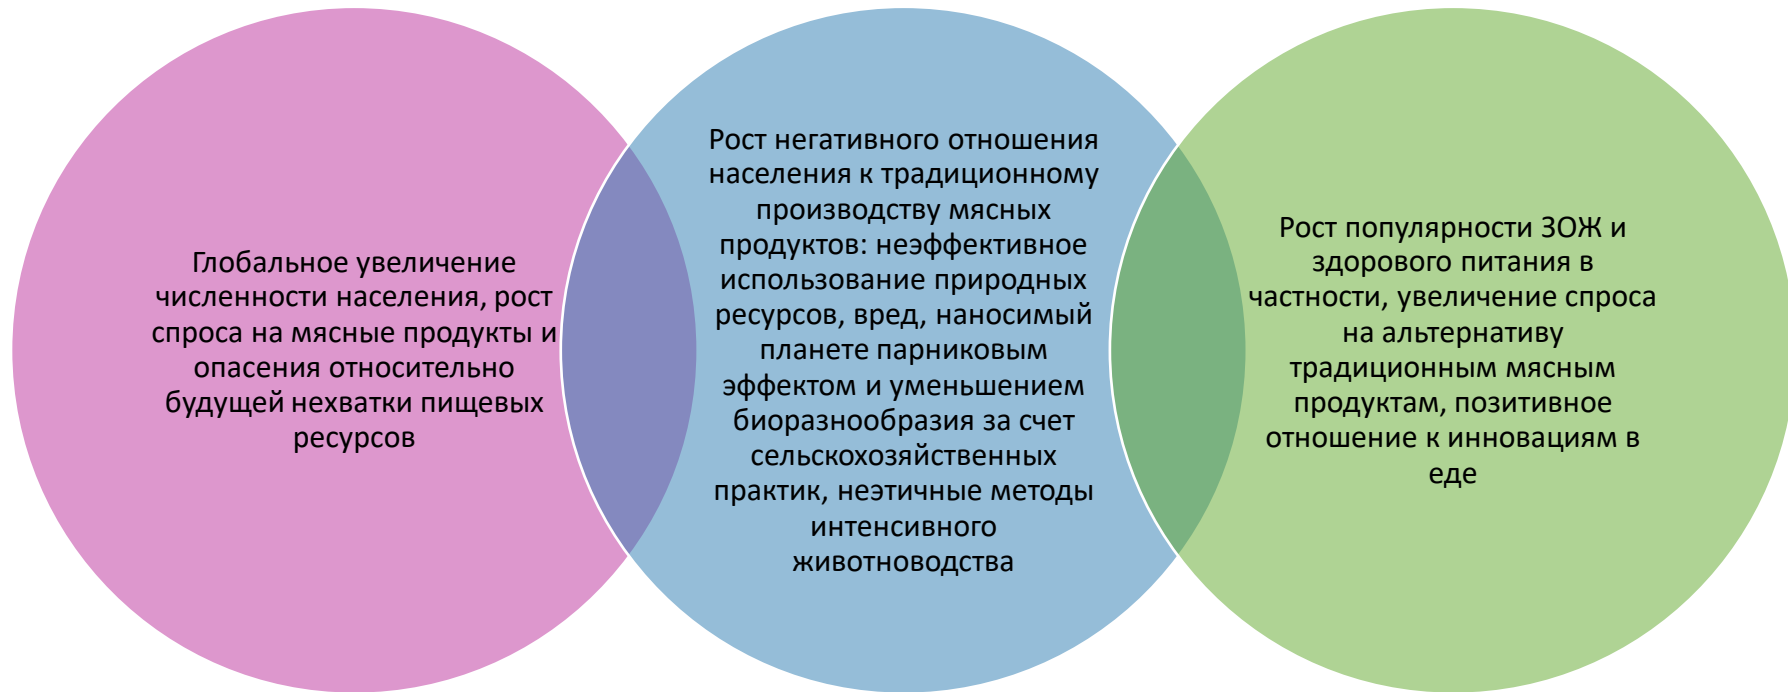 Глобальное увеличение
численности населения, рост
спроса на мясные продукты и
опасения относительно
будущей нехватки пищевых
ресурсов
Рост негативного отношения
населения к традиционному
производству мясных
продуктов: неэффективное
использование природных
ресурсов, вред, наносимый
планете парниковым
эффектом и уменьшением
биоразнообразия за счет
сельскохозяйственных
практик, неэтичные методы
интенсивного
животноводства
Рост популярности ЗОЖ и
здорового питания в
частности, увеличение спроса
на альтернативу
традиционным мясным
продуктам, позитивное
отношение к инновациям в
еде